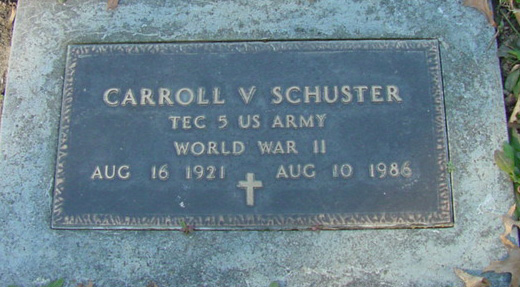 CARROLL V SCHUSTER
TEC 5 US ARMY
WORLD WAR II
AUG 16 1921 AUG 10 1986